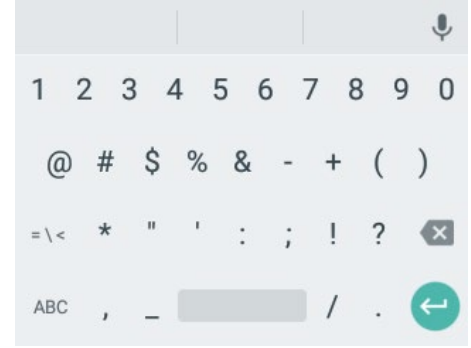 1 2 3 4 5 6 7 8 9 0
@ # $ % & - + ( )
= \ < * " ' : ; ! ?
ABC , _ / .